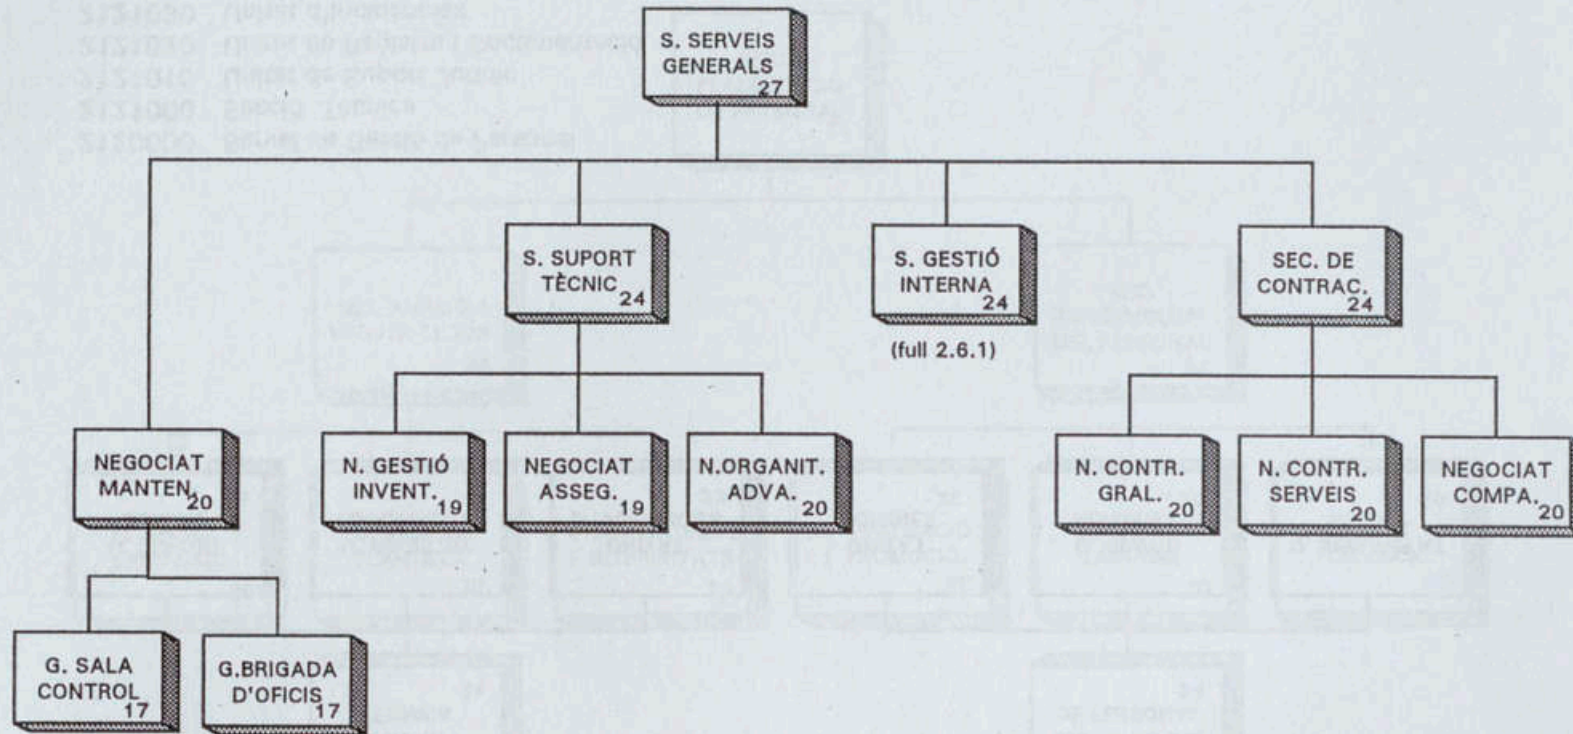 S. SERVEIS
GENERALS
27
S. SUPORT
TÈCNIC
24
S. GESTIÓ
INTERNA
24
(full 2.6.1)
SEC. DE
CONTRAC.
24
NEGOCIAT
MANTEN.
20
N. GESTIÓ
INVENT.
19
NEGOCIAT
ASSEG.
19
N.ORGANIT.
ADVA.
20
N. CONTR.
GRAL.
20
N. CONTR.
SERVEIS
20
NEGOCIAT
COMPA.
20
G. SALA
CONTROL
17
G.BRIGADA
D'OFICIS
17